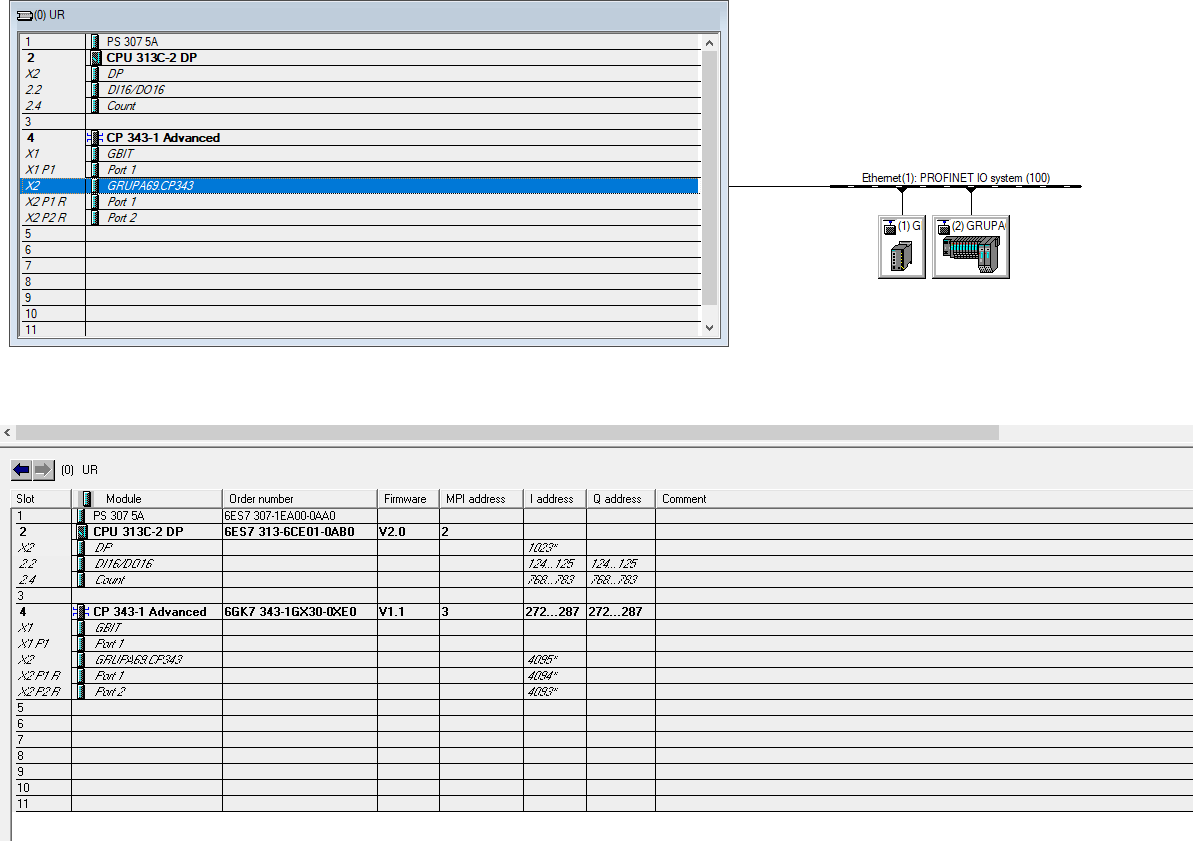 (0) UR
1 PS 307 5A
2 CPU 313C-2 DP
X2 DP
2.2 DI16/DO16
2.4 Count
3
4 CP 343-1 Advanced
X1 GBIT
X1 P1 Port 1
X2 GRUPA69.CP343
X2 P1 R Port 1
X2 P2 R Port 2
5
6
7
8
9
10
11
Ethernet(1): PROFINET IO system (100)
(1) G
(2) GRUPA
(0) UR
Slot Module Order number Firmware MPI address I address Q address Comment
1 PS 307 5A 6ES7 307-1EA00-0AA0
2 CPU 313C-2 DP 6ES7 313-6CE01-0AB0 V2.0 2
X2 DP 1023*
2.2 DI16/DO16 124...125 124...125
2.4 Count 768...783 768...783
3
4 CP 343-1 Advanced 6GK7 343-1GX30-0XE0 V1.1 3 272...287 272...287
X1 GBIT
X1 P1 Port 1
X2 GRUPA69.CP343 4095*
X2 P1 R Port 1 4094*
X2 P2 R Port 2 4093*
5
6
7
8
9
10
11